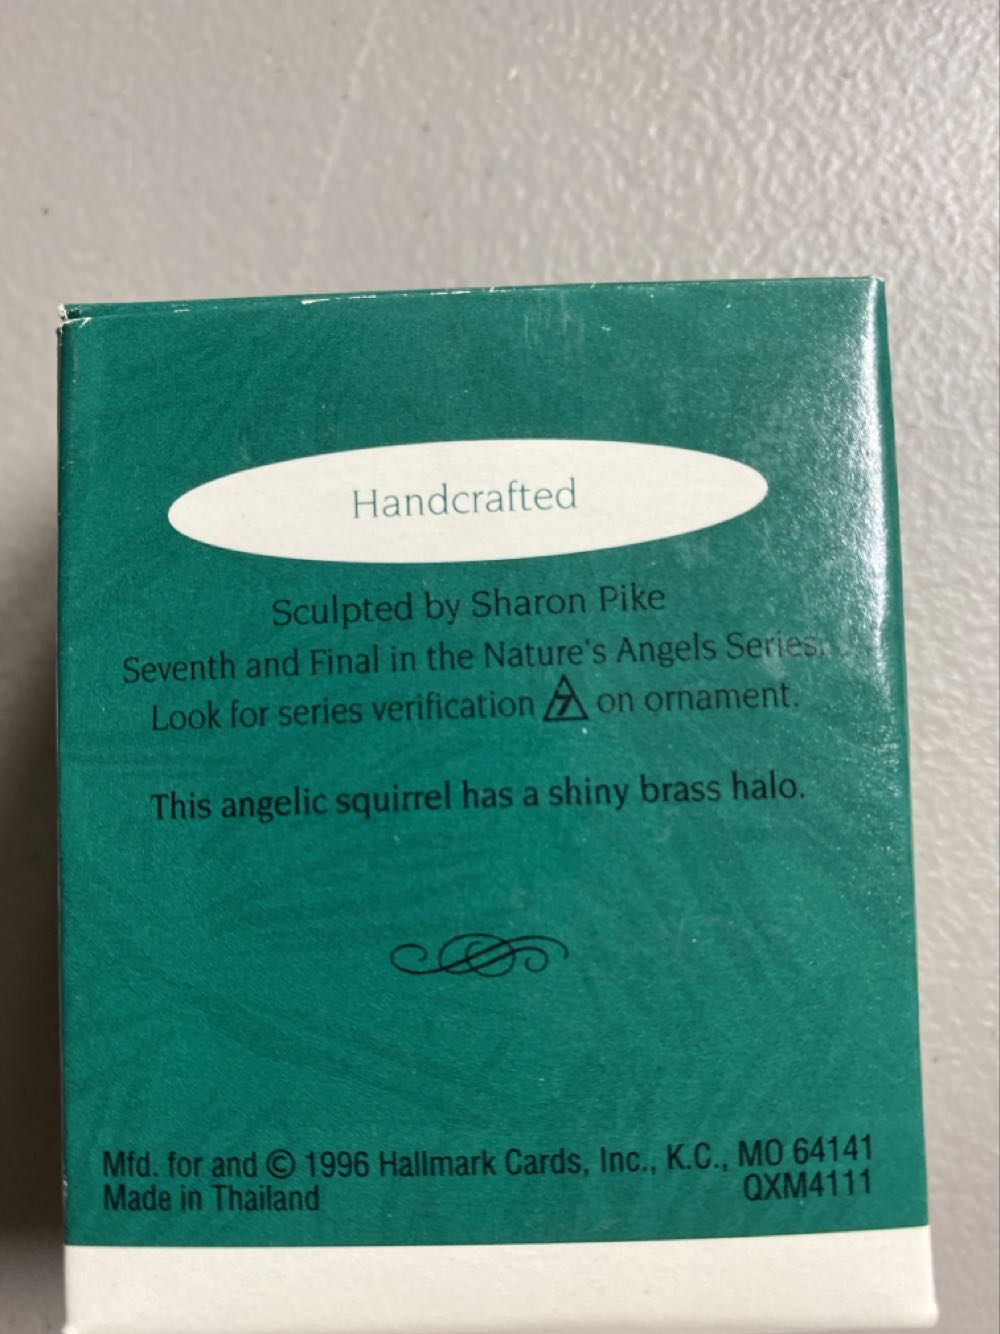 Handcrafted
Sculpted by Sharon Pike
Seventh and Final in the Nature's Angels Series.
Look for series verification 7 on ornament.
This angelic squirrel has a shiny brass halo.
Mfd. for and © 1996 Hallmark Cards, Inc., K.C., MO 64141
Made in Thailand QXM4111